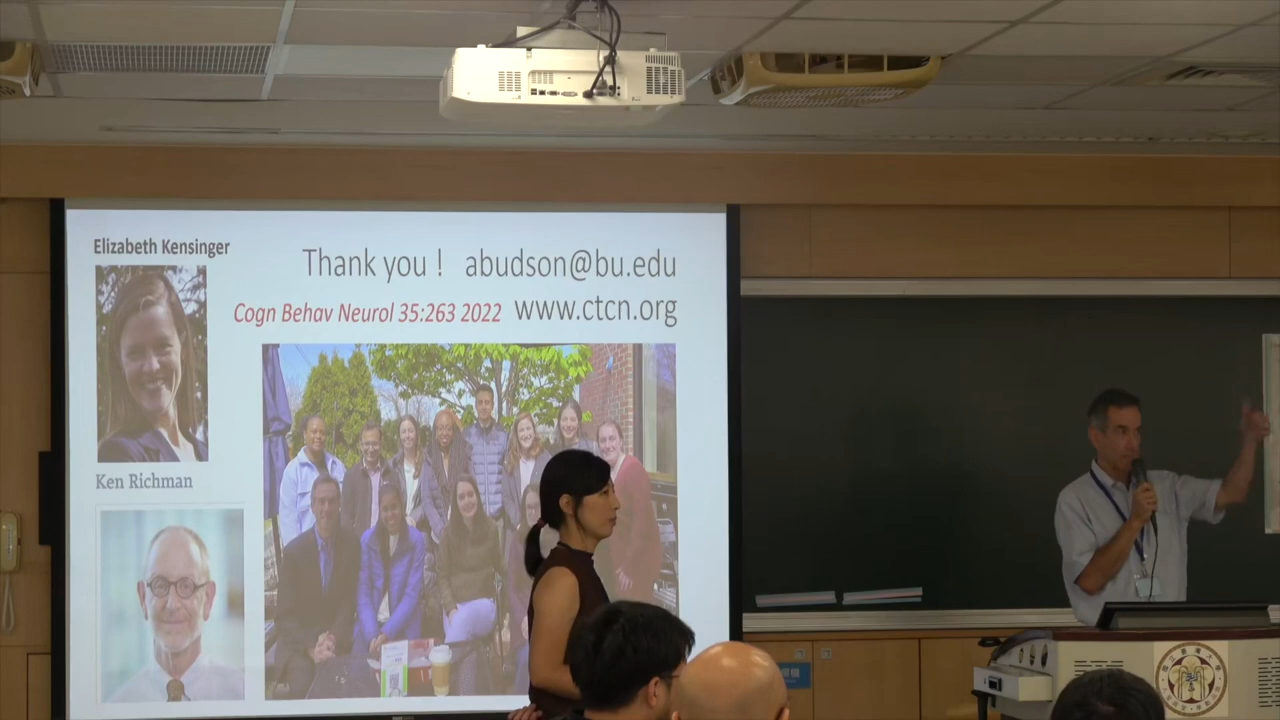 Elizabeth Kensinger
Thank you ! abudson@bu.edu
Cogn Behav Neurol 35:263 2022 www.ctcn.org
Ken Richman